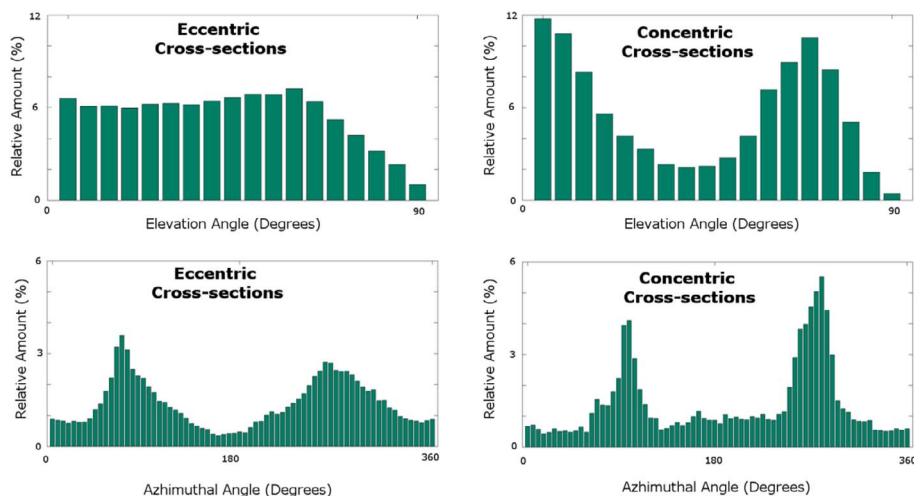 12
6
0
Relative Amount (%)
Eccentric
Cross-sections
0
90
Elevation Angle (Degrees)
12
6
0
Relative Amount (%)
Concentric
Cross-sections
0
90
Elevation Angle (Degrees)
6
3
0
Relative Amount (%)
Eccentric
Cross-sections
0
180
360
Azhimuthal Angle (Degrees)
6
3
0
Relative Amount (%)
Concentric
Cross-sections
0
180
360
Azhimuthal Angle (Degrees)